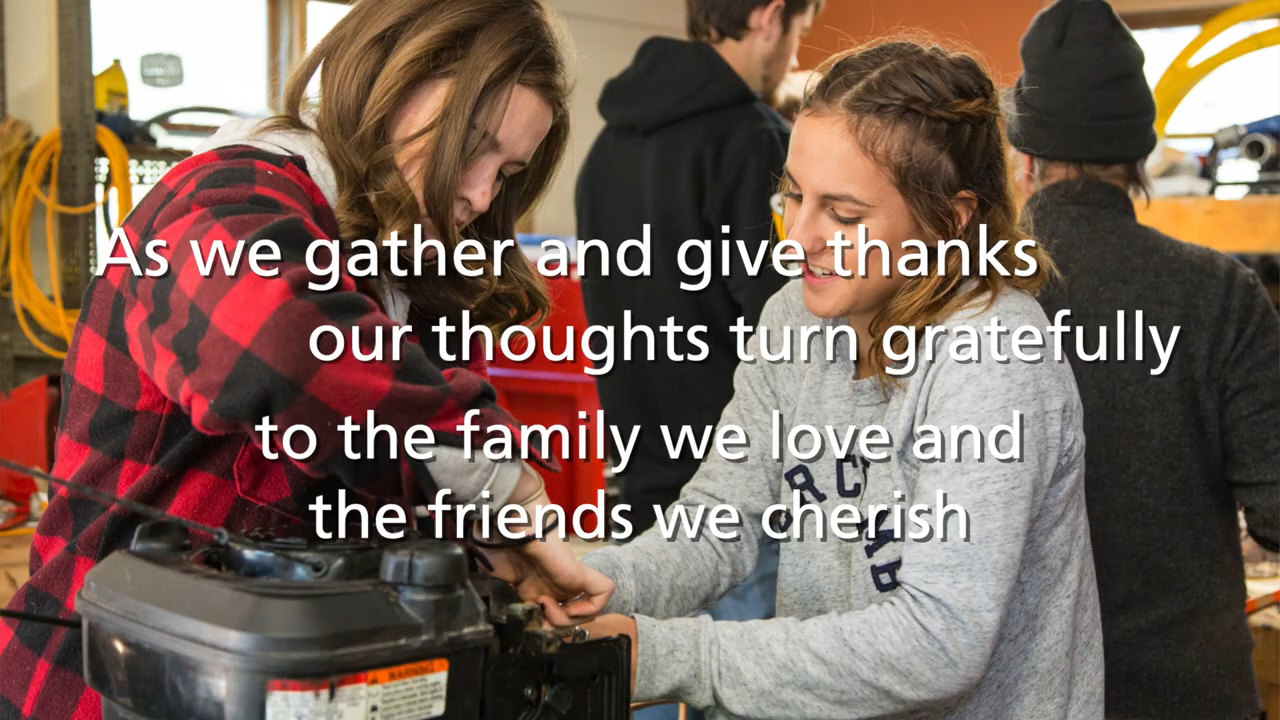 As we gather and give thanks
our thoughts turn gratefully
to the family we love and
the friends we cherish
WARNING